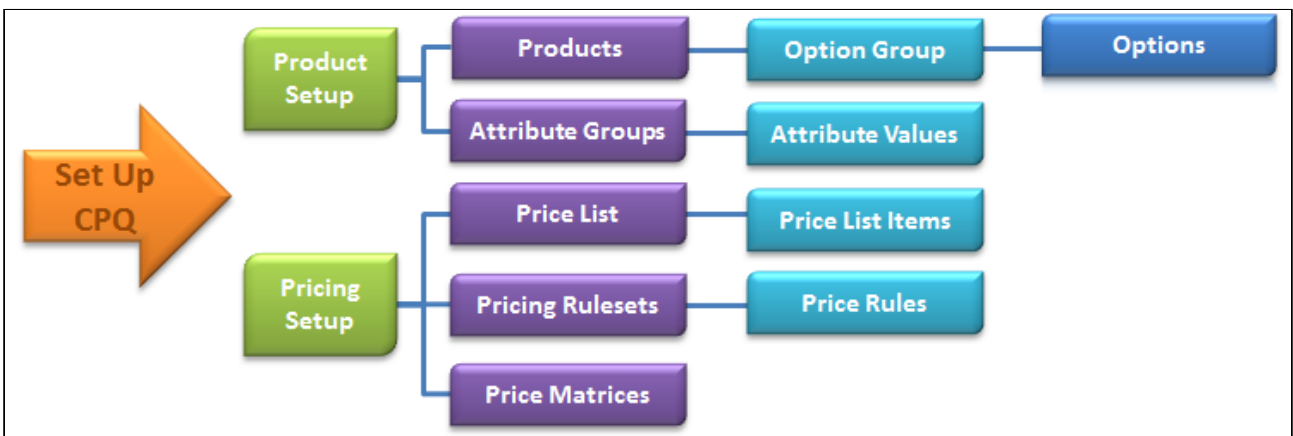 Set Up
CPQ
Product
Setup
Products
Option Group
Options
Attribute Groups
Attribute Values
Pricing
Setup
Price List
Price List Items
Pricing Rulesets
Price Rules
Price Matrices